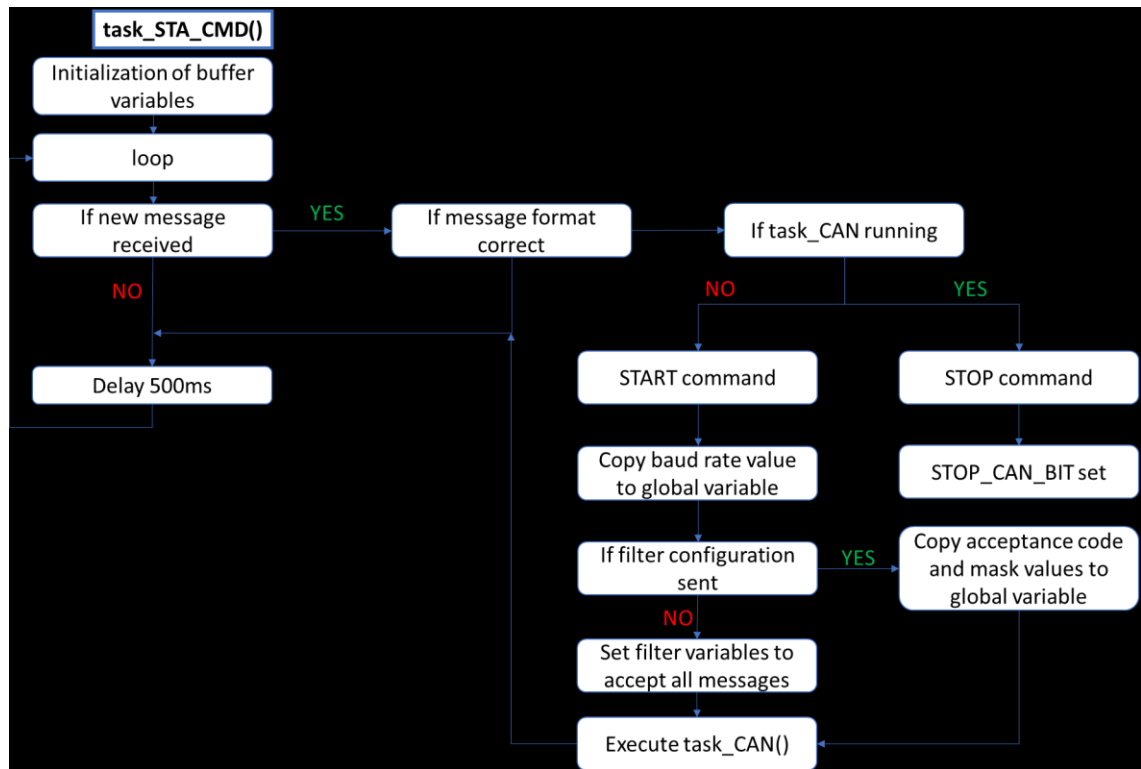 task_STA_CMD()
Initialization of buffer
variables
loop
If new message
received
YES
If message format
correct
If task_CAN running
NO
NO
YES
Delay 500ms
START command
STOP command
Copy baud rate value
to global variable
STOP_CAN_BIT set
If filter configuration
sent
YES
Copy acceptance code
and mask values to
global variable
NO
Set filter variables to
accept all messages
Execute task_CAN()